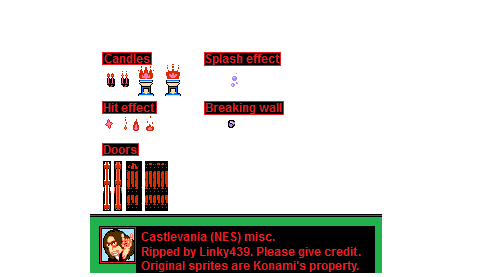 Candles
Splash effect
Hit effect
Breaking wall
Doors
Castlevania (NES) misc.
Ripped by Linky439. Please give credit.
Original sprites are Konami's property.